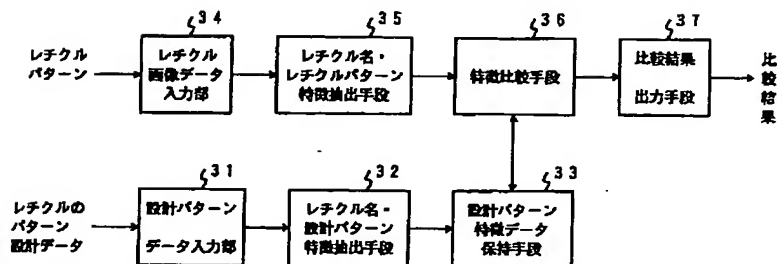 34
35
36
37
レチクル
パターン
レチクル
画像データ
入力部
レチクル名・
レチクルパターン
特徴抽出手段
特徴比較手段
比較結果
出力手段
比較結果
31
32
33
レチクルの
パターン
設計データ
設計パターン
データ入力部
レチクル名・
設計パターン
特徴抽出手段
設計パターン
特徴データ
保持手段